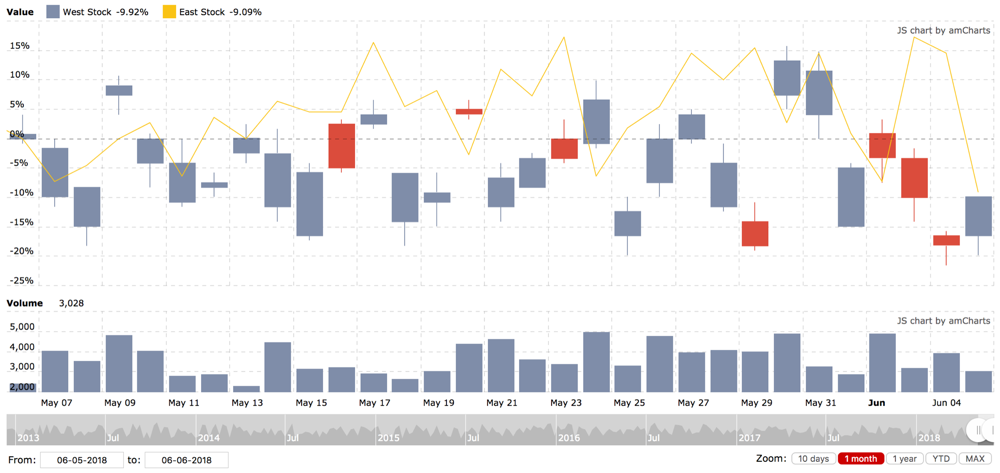 Value West Stock -9.92% East Stock -9.09%
JS chart by amCharts
15%
10%
5%
0%
-5%
-10%
-15%
-20%
-25%
Volume 3,028
JS chart by amCharts
5,000
4,000
3,000
2,000
May 07 May 09 May 11 May 13 May 15 May 17 May 19 May 21 May 23 May 25 May 27 May 29 May 31 Jun Jun 04
2013 Jul 2014 Jul 2015 Jul 2016 Jul 2017 Jul 2018
From: 06-05-2018 to: 06-06-2018 Zoom: 10 days 1 month 1 year YTD MAX